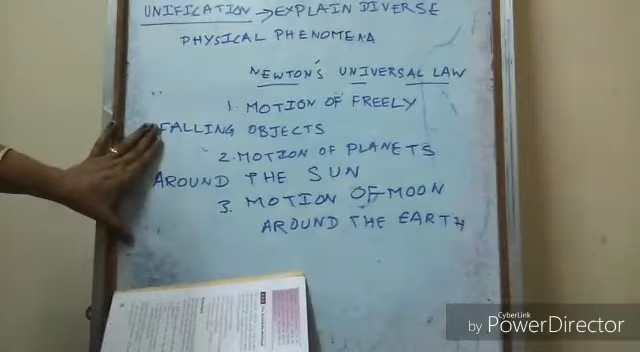 UNIFICATION → EXPLAIN DIVERSE
PHYSICAL PHENOMENA
NEWTON'S UNIVERSAL LAW
1. MOTION OF FREELY
FALLING OBJECTS
2. MOTION OF PLANETS
AROUND THE SUN
3. MOTION OF MOON
AROUND THE EARTH
CyberLink
by PowerDirector